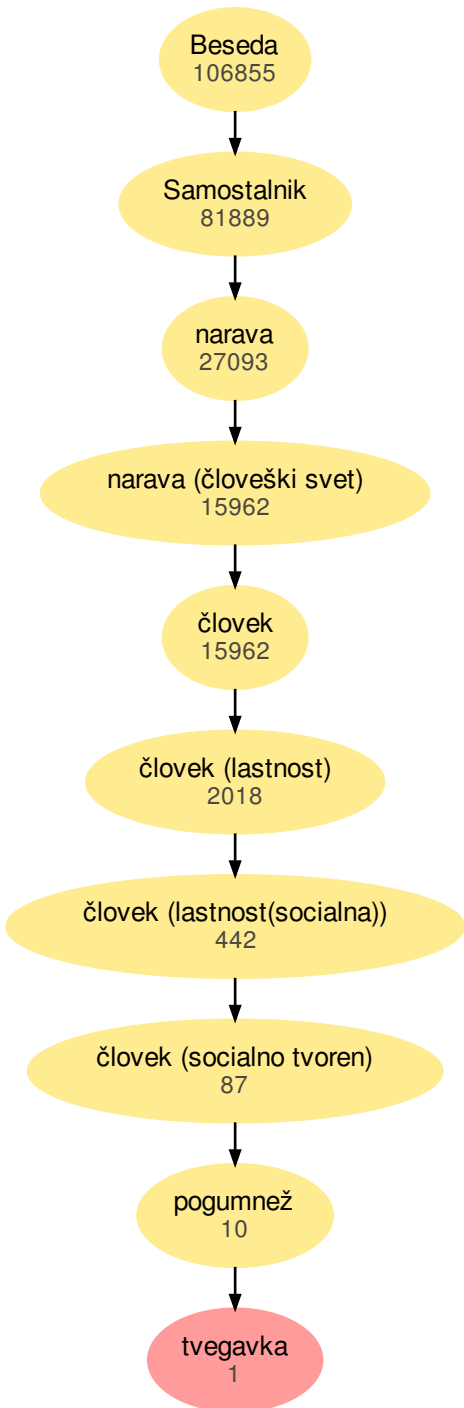 Beseda
106855
Samostalnik
81889
narava
27093
narava (človeški svet)
15962
človek
15962
človek (lastnost)
2018
človek (lastnost(socialna))
442
človek (socialno tvoren)
87
pogumnež
10
tvegavka
1